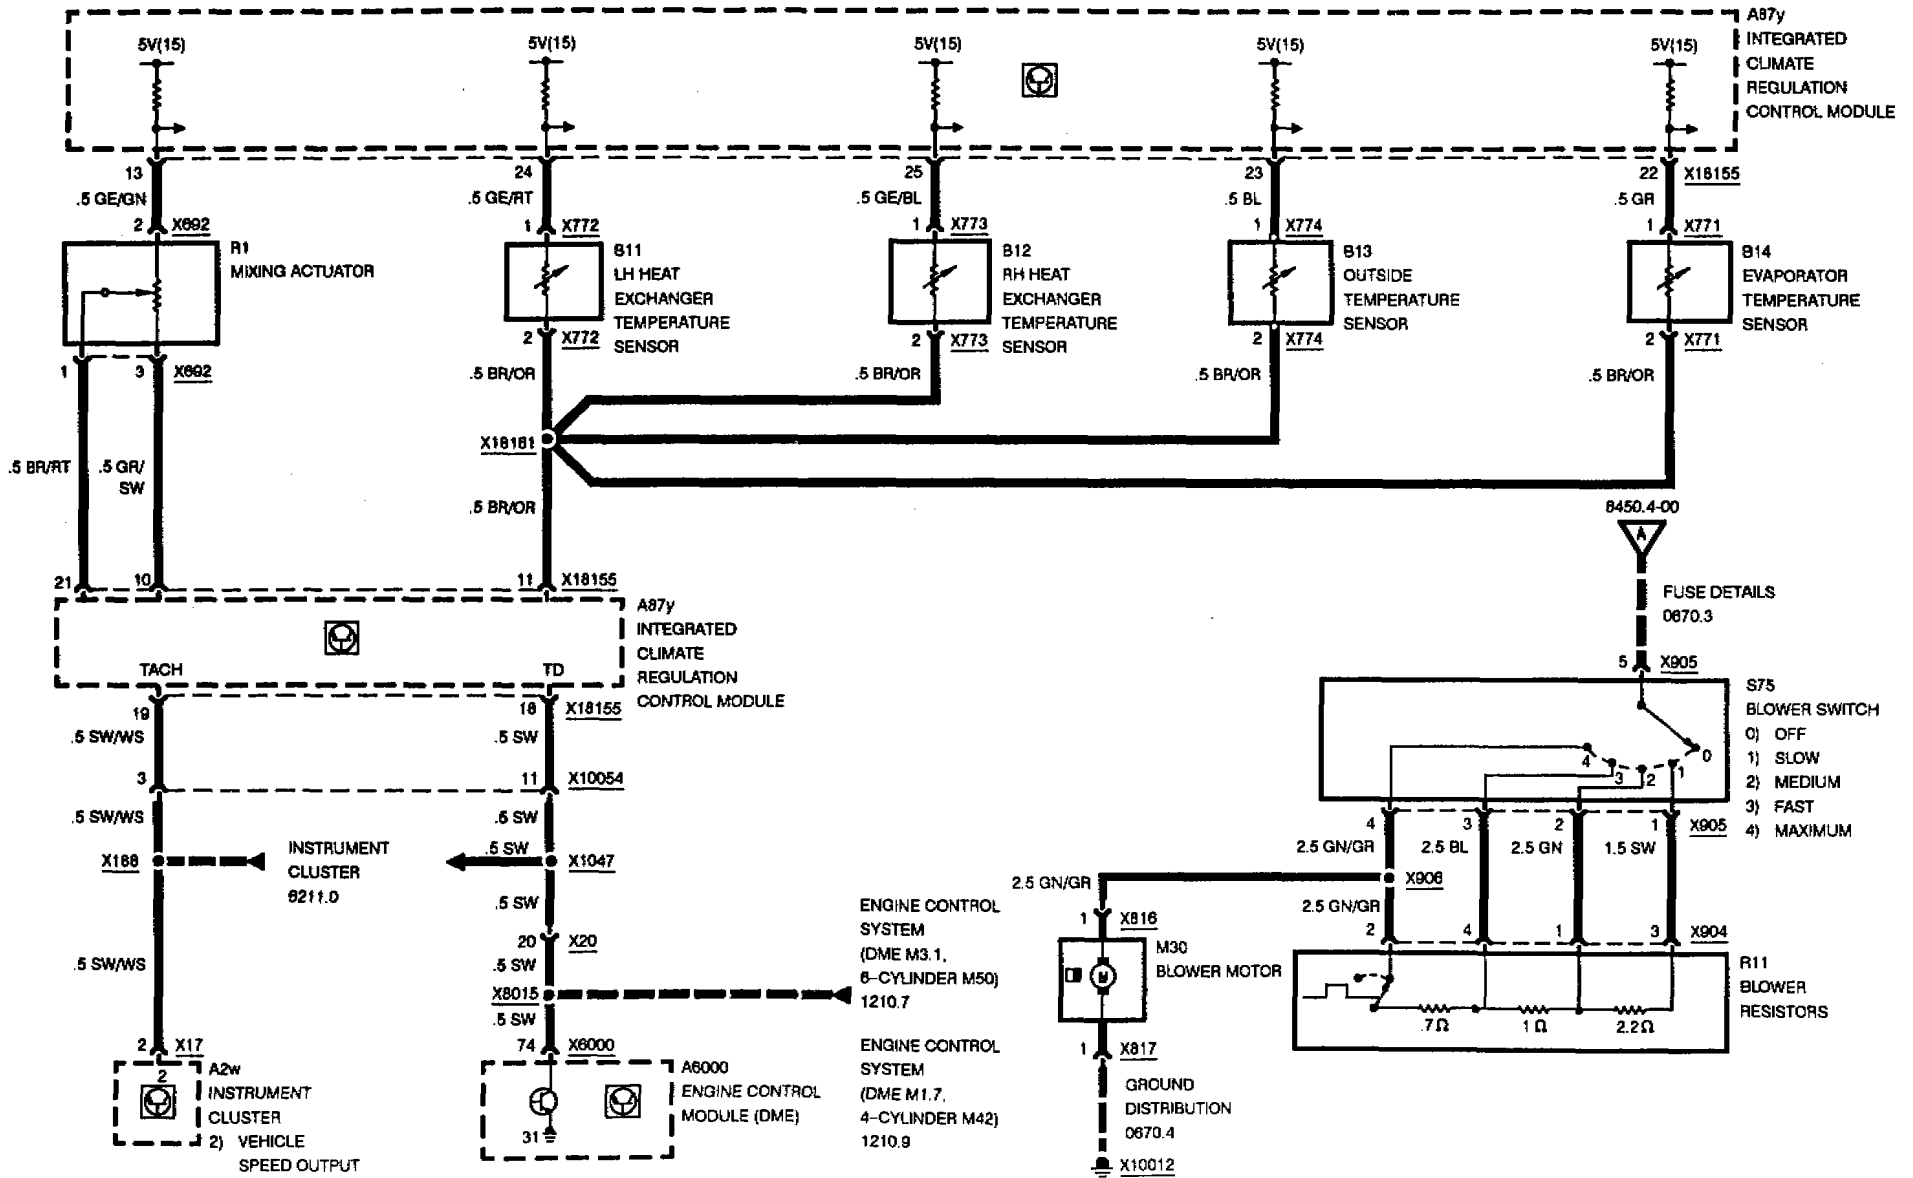 A87y
INTEGRATED
CLIMATE
REGULATION
CONTROL MODULE
5V(15)
5V(15)
5V(15)
5V(15)
5V(15)
13
24
25
23
22
X18155
.5 GE/GN
.5 GE/RT
.5 GE/BL
.5 BL
.5 GR
2
X692
1
X772
1
X773
1
X774
1
X771
R1
MIXING ACTUATOR
B11
LH HEAT
EXCHANGER
TEMPERATURE
SENSOR
B12
RH HEAT
EXCHANGER
TEMPERATURE
SENSOR
B13
OUTSIDE
TEMPERATURE
SENSOR
B14
EVAPORATOR
TEMPERATURE
SENSOR
1
3
X692
2
X772
2
X773
2
X774
2
X771
.5 BR/OR
.5 BR/OR
.5 BR/OR
.5 BR/OR
X18161
.5 BR/RT
.5 GR/
SW
.5 BR/OR
21
10
11
X18155
A87y
INTEGRATED
CLIMATE
REGULATION
CONTROL MODULE
TACH
TD
19
18
X18155
.5 SW/WS
.5 SW
3
11
X10054
.5 SW/WS
.5 SW
X188
INSTRUMENT
CLUSTER
6211.0
.5 SW
X1047
.5 SW
20
X20
.5 SW/WS
.5 SW
X8015
.5 SW
ENGINE CONTROL
SYSTEM
(DME M3.1,
6-CYLINDER M50)
1210.7
2
X17
74
X6000
ENGINE CONTROL
SYSTEM
(DME M1.7,
4-CYLINDER M42)
1210.9
2
A2w
INSTRUMENT
CLUSTER
2) VEHICLE
SPEED OUTPUT
A6000
ENGINE CONTROL
MODULE (DME)
31
8450.4-00
A
FUSE DETAILS
0670.3
5
X905
S75
BLOWER SWITCH
0) OFF
1) SLOW
2) MEDIUM
3) FAST
4) MAXIMUM
4
3
2
1
0
4
3
2
1
X905
2.5 GN/GR
2.5 BL
2.5 GN
1.5 SW
X906
2.5 GN/GR
2.5 GN/GR
2
4
1
3
X904
1
X816
M30
BLOWER MOTOR
M
R11
BLOWER
RESISTORS
.7Ω
1Ω
2.2Ω
1
X817
GROUND
DISTRIBUTION
0670.4
X10012